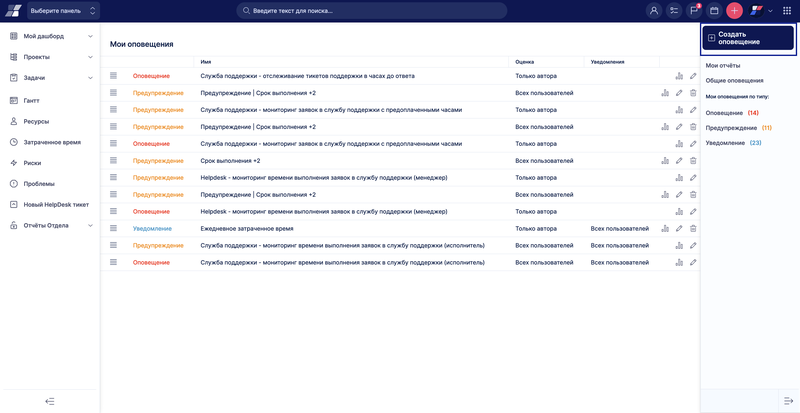 Выберите панель
Введите текст для поиска...
3
Мой дашборд
Проекты
Задачи
Гантт
Ресурсы
Затраченное время
Риски
Проблемы
Новый HelpDesk тикет
Отчёты Отдела
Мои оповещения
Имя Оценка Уведомления
Оповещение Служба поддержки - отслеживание тикетов поддержки в часах до ответа Только автора
Предупреждение Предупреждение | Срок выполнения +2 Всех пользователей
Предупреждение Служба поддержки - мониторинг заявок в службу поддержки с предоплаченными часами Только автора
Предупреждение Предупреждение | Срок выполнения +2 Всех пользователей
Оповещение Служба поддержки - мониторинг заявок в службу поддержки с предоплаченными часами Только автора
Предупреждение Срок выполнения +2 Всех пользователей
Предупреждение Helpdesk - мониторинг времени выполнения заявок в службу поддержки (менеджер) Только автора
Предупреждение Предупреждение | Срок выполнения +2 Всех пользователей
Оповещение Helpdesk - мониторинг времени выполнения заявок в службу поддержки (менеджер) Только автора
Уведомление Ежедневное затраченное время Только автора Всех пользователей
Предупреждение Служба поддержки - мониторинг времени выполнения заявок в службу поддержки (исполнитель) Всех пользователей Всех пользователей
Оповещение Служба поддержки - мониторинг времени выполнения заявок в службу поддержки (исполнитель) Всех пользователей Всех пользователей
Создать
оповещение
Мои отчёты
Общие оповещения
Мои оповещения по типу:
Оповещение (14)
Предупреждение (11)
Уведомление (23)